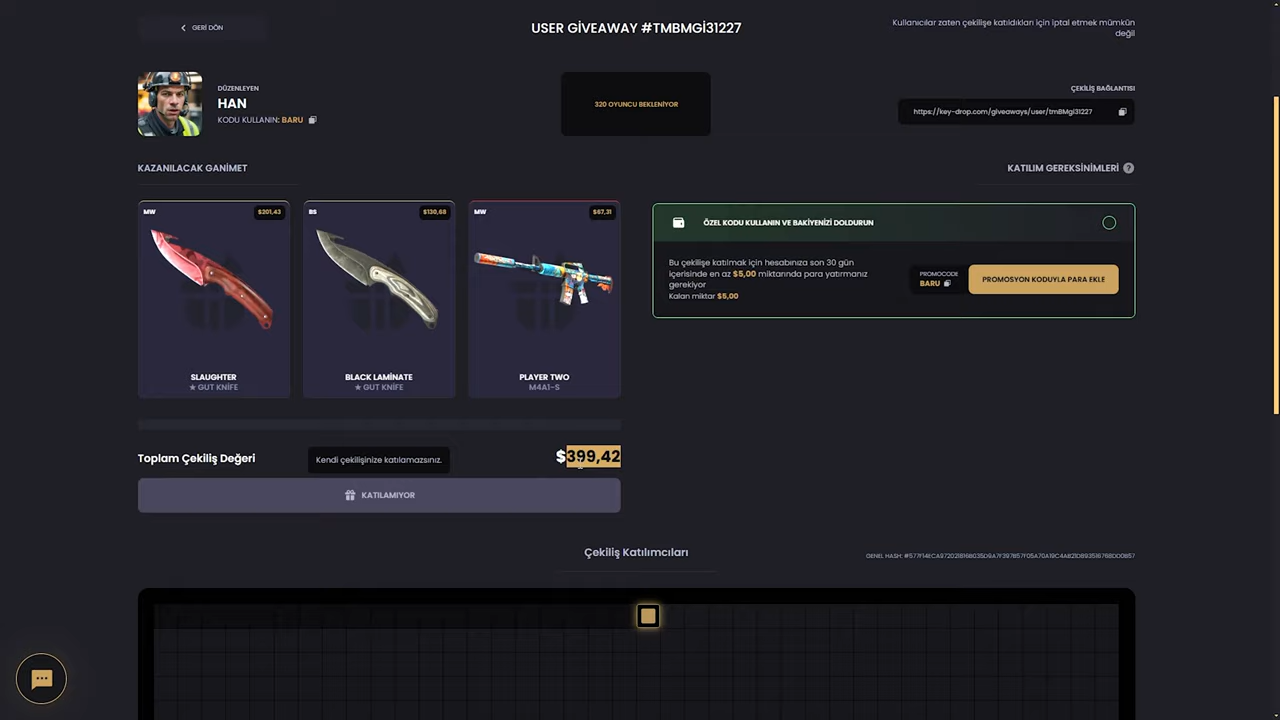 GERİ DÖN
USER GİVEAWAY #TMBMGİ31227
Kullanıcılar zaten çekilişe katıldıkları için iptal etmek mümkün
değil
DÜZENLEYEN
HAN
KODU KULLANIN: BARU
320 OYUNCU BEKLENİYOR
ÇEKİLİŞ BAĞLANTISI
https://key-drop.com/giveaways/user/tmBMgi31227
KAZANILACAK GANİMET
KATILIM GEREKSİNİMLERİ ?
MW
$201,43
BS
$130,68
MW
$67,31
SLAUGHTER
★ GUT KNİFE
BLACK LAMİNATE
★ GUT KNİFE
PLAYER TWO
M4A1-S
ÖZEL KODU KULLANIN VE BAKİYENİZİ DOLDURUN
Bu çekilişe katılmak için hesabınıza son 30 gün
içerisinde en az $5,00 miktarında para yatırmanız
gerekiyor
Kalan miktar $5,00
PROMOCODE
BARU
PROMOSYON KODUYLA PARA EKLE
Toplam Çekiliş Değeri
Kendi çekilişinize katılamazsınız.
$399,42
KATILAMIYOR
Çekiliş Katılımcıları
GENEL HASH: